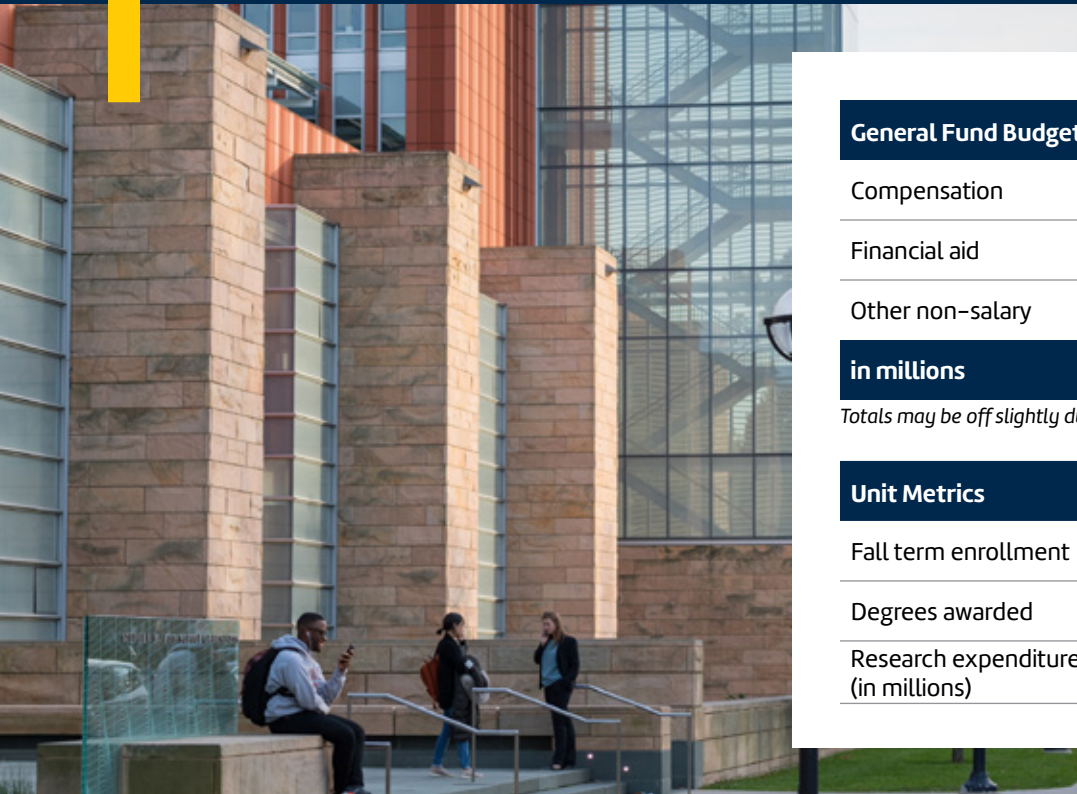 General Fund Budget
Compensation
Financial aid
Other non-salary
in millions
Totals may be off slightly
Unit Metrics
Fall term enrollment
Degrees awarded
Research expenditure
(in millions)